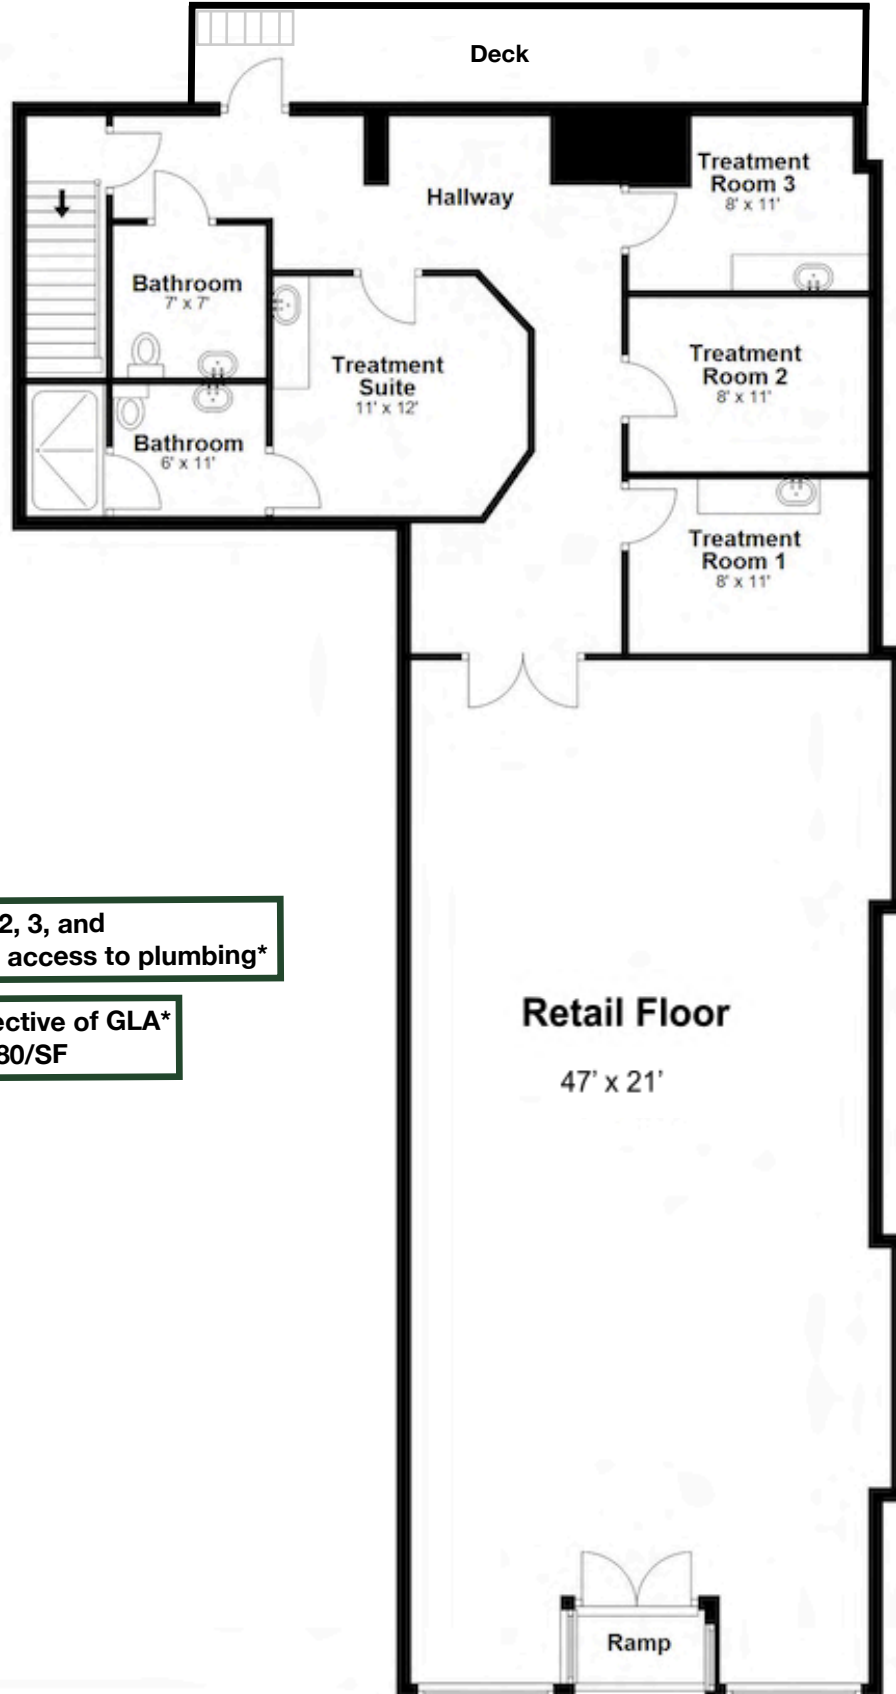 Deck
Treatment
Room 3
8' x 11'
Hallway
Bathroom
7' x 7'
Treatment
Suite
11' x 12'
Treatment
Room 2
8' x 11'
Bathroom
6' x 11'
Treatment
Room 1
8' x 11'
2, 3, and
access to plumbing*
ective of GLA*
80/SF
Retail Floor
47' x 21'
Ramp